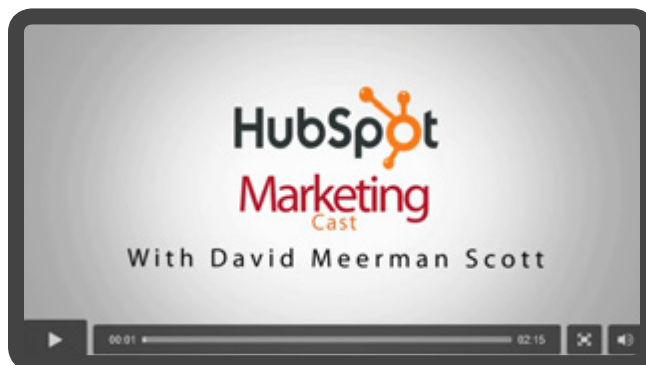 HubSpot
Marketing
Cast
With David Meerman Scott
00:01 02:15